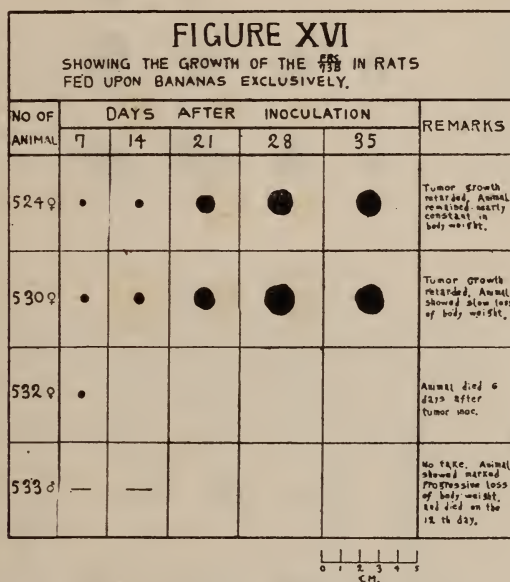 FIGURE XVI
SHOWING THE GROWTH OF THE FRS/73B IN RATS
FED UPON BANANAS EXCLUSIVELY.
NO OF ANIMAL
DAYS AFTER INOCULATION
REMARKS
7 14 21 28 35
524♀
Tumor growth
retarded. Animal
remained nearly
constant in
body weight.
530♀
Tumor growth
retarded, Animal
showed slow loss
of body weight.
532♀
Animal died 6
days after
tumor inoc.
533♂ — —
No take. Animal
showed marked
Progressive loss
of body weight,
and died on the
12 th day.
0 1 2 3 4 5
CM.